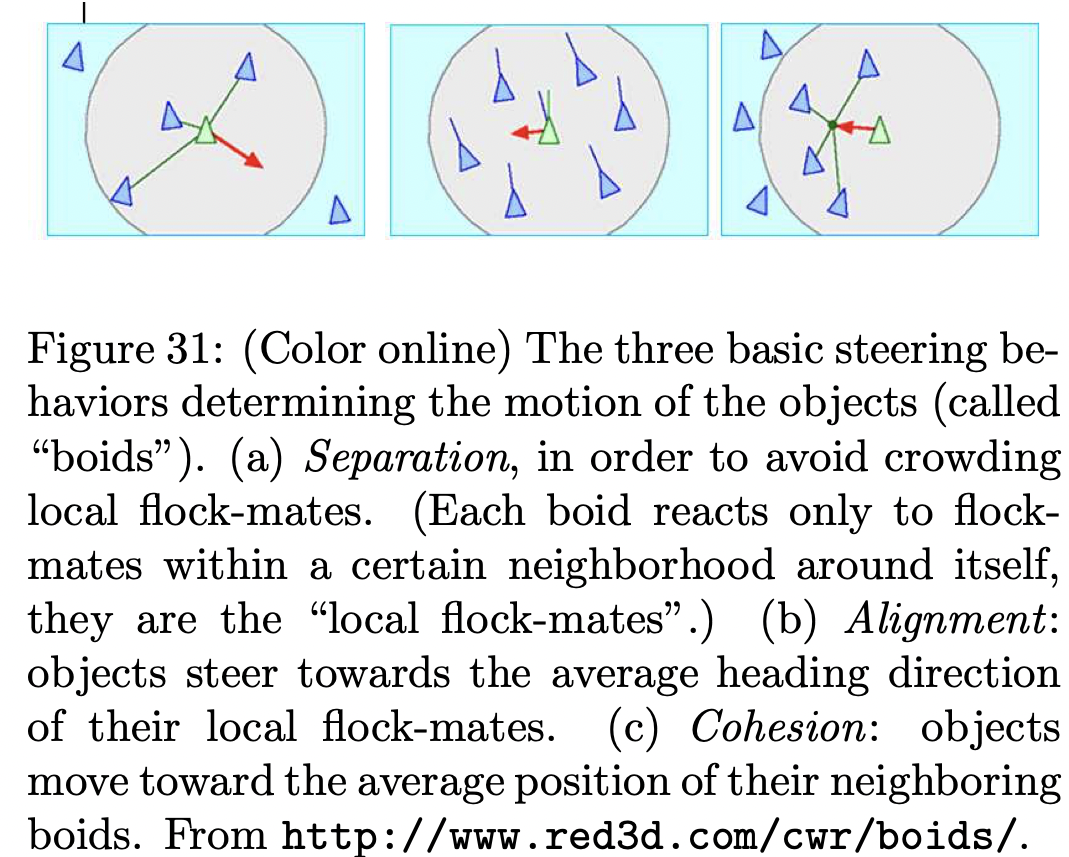 Figure 31: (Color online) The three basic steering be-
haviors determining the motion of the objects (called
“boids”). (a) Separation, in order to avoid crowding
local flock-mates. (Each boid reacts only to flock-
mates within a certain neighborhood around itself,
they are the “local flock-mates”.) (b) Alignment:
objects steer towards the average heading direction
of their local flock-mates. (c) Cohesion: objects
move toward the average position of their neighboring
boids. From http://www.red3d.com/cwr/boids/.